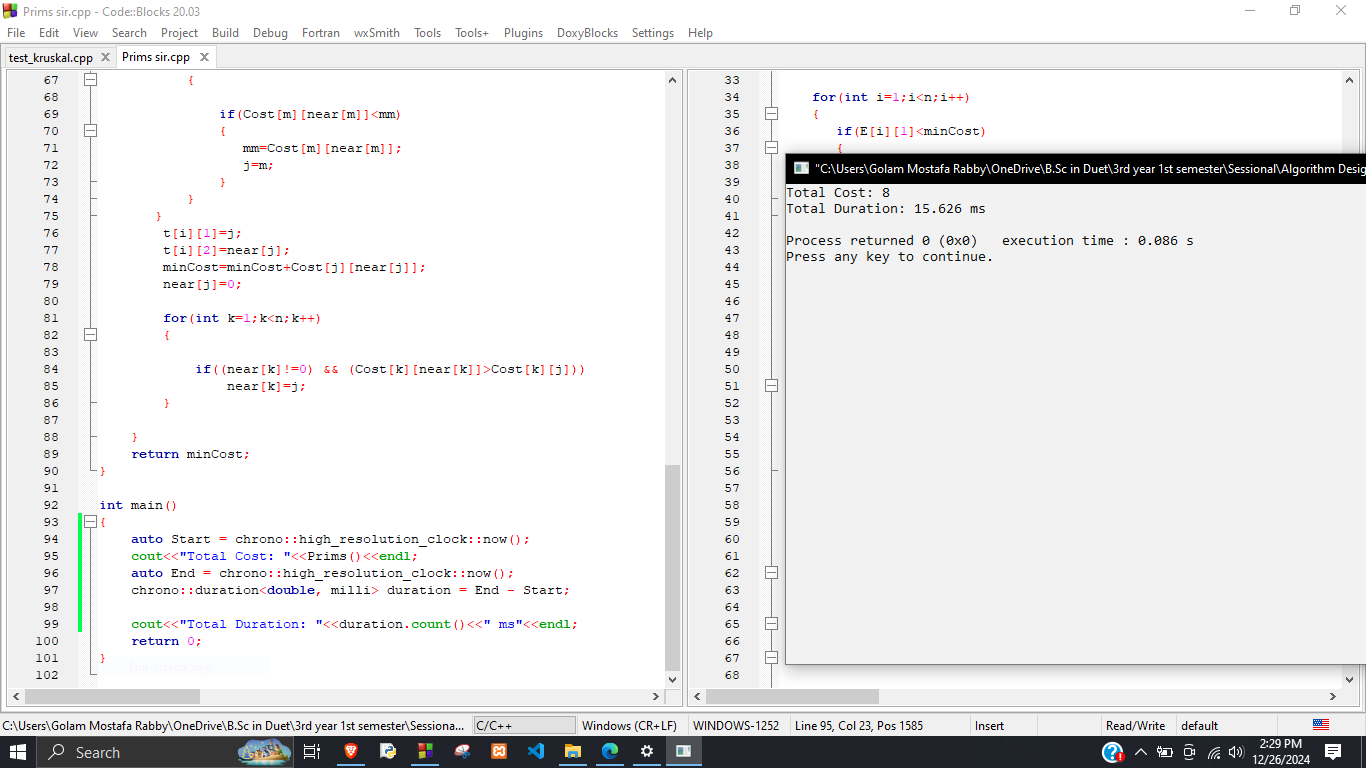 Prims sir.cpp - Code::Blocks 20.03
File Edit View Search Project Build Debug Fortran wxSmith Tools Tools+ Plugins DoxyBlocks Settings Help
test_kruskal.cpp Prims sir.cpp
67 {
68
69 if(Cost[m][near[m]]<mm)
70 {
71 mm=Cost[m][near[m]];
72 j=m;
73 }
74 }
75 }
76 t[i][1]=j;
77 t[i][2]=near[j];
78 minCost=minCost+Cost[j][near[j]];
79 near[j]=0;
80
81 for(int k=1;k<n;k++)
82 {
83
84 if((near[k]!=0) && (Cost[k][near[k]]>Cost[k][j]))
85 near[k]=j;
86 }
87
88 }
89 return minCost;
90 }
91
92 int main()
93 {
94 auto Start = chrono::high_resolution_clock::now();
95 cout<<"Total Cost: "<<Prims()<<endl;
96 auto End = chrono::high_resolution_clock::now();
97 chrono::duration<double, milli> duration = End - Start;
98
99 cout<<"Total Duration: "<<duration.count()<<" ms"<<endl;
100 return 0;
101 }
102
33
34 for(int i=1;i<n;i++)
35 {
36 if(E[i][1]<minCost)
37 {
38
39
40
41
42
43
44
45
46
47
48
49
50
51
52
53
54
55
56
57
58
59
60
61
62
63
64
65
66
67
68
"C:\Users\Golam Mostafa Rabby\OneDrive\B.Sc in Duet\3rd year 1st semester\Sessional\Algorithm Desig
Total Cost: 8
Total Duration: 15.626 ms
Process returned 0 (0x0) execution time : 0.086 s
Press any key to continue.
C:\Users\Golam Mostafa Rabby\OneDrive\B.Sc in Duet\3rd year 1st semester\Sessiona... C/C++ Windows (CR+LF) WINDOWS-1252 Line 95, Col 23, Pos 1585 Insert Read/Write default
Search
2:29 PM
12/26/2024